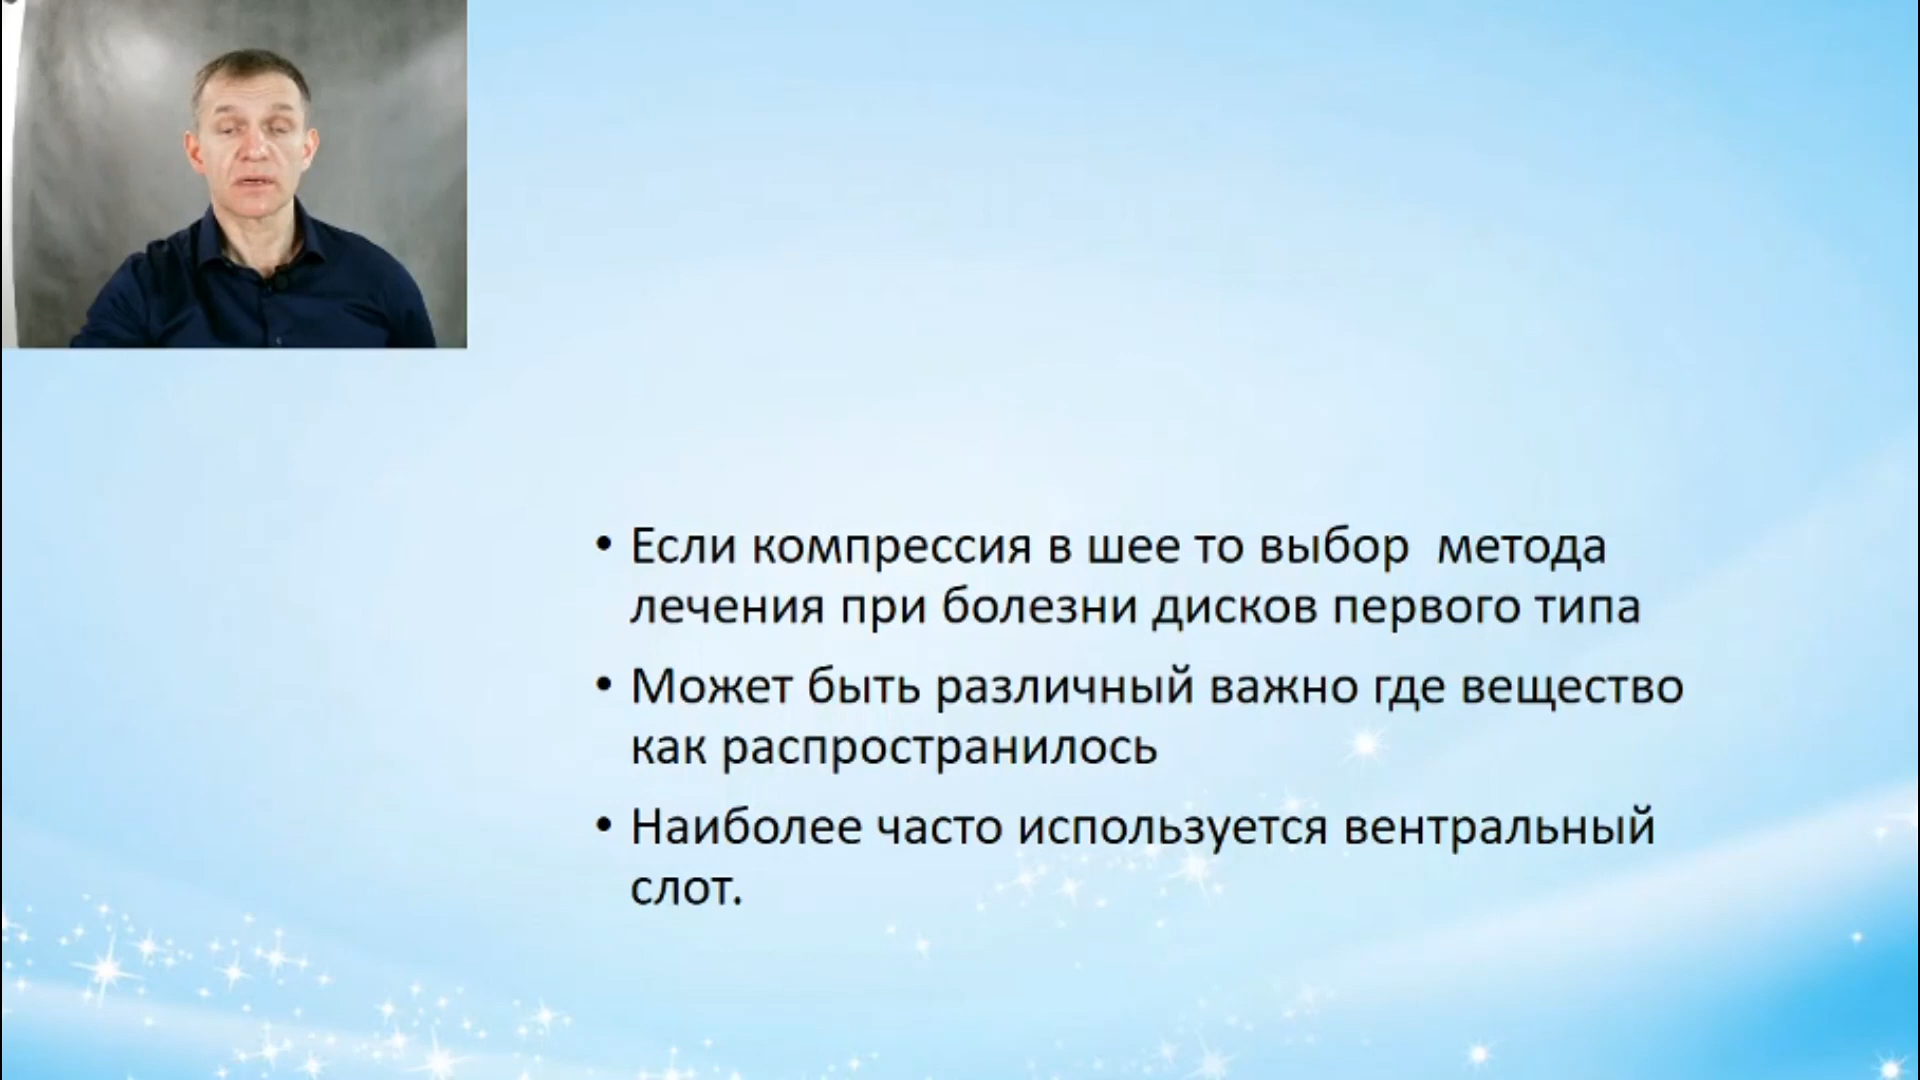 • Если компрессия в шее то выбор  метода
лечения при болезни дисков первого типа
• Может быть различный важно где вещество
как распространилось
• Наиболее часто используется вентральный
слот.